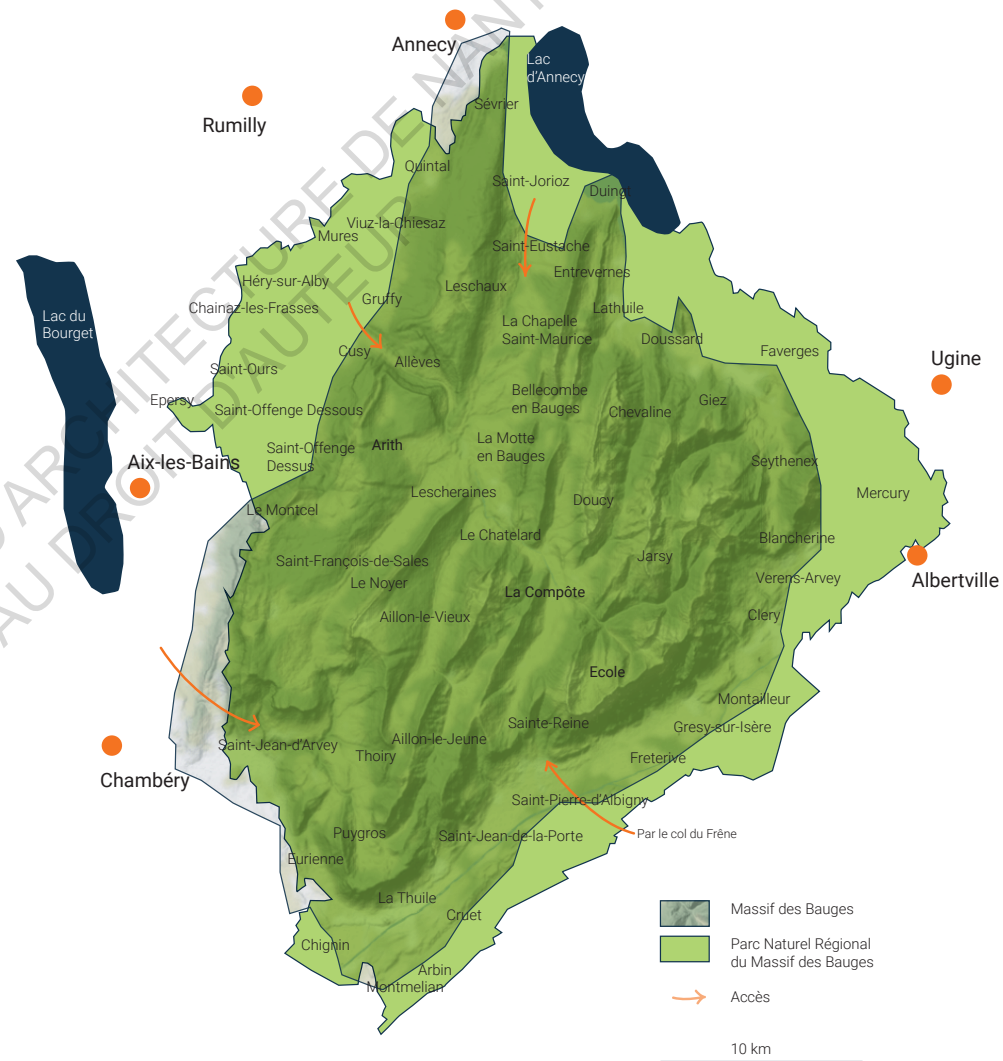 Annecy
Lac
d'Annecy
Rumilly
Sévrier
Quintal
Saint-Jorioz
Duingt
Viuz-la-Chiesaz
Mures
Saint-Eustache
Entrevernes
Héry-sur-Alby
Leschaux
Gruffy
Chainaz-les-Frasses
Lathuile
Lac du
Bourget
La Chapelle
Saint-Maurice
Doussard
Cusy
Allèves
Faverges
Ugine
Saint-Ours
Bellecombe
en Bauges
Epersy
Saint-Offenge Dessous
Chevaline
Giez
Saint-Offenge
Dessus
Arith
La Motte
en Bauges
Aix-les-Bains
Seythenex
Lescheraines
Doucy
Mercury
Le Montcel
Le Chatelard
Blancherine
Saint-François-de-Sales
Jarsy
Le Noyer
Verens-Arvey
Albertville
La Compôte
Aillon-le-Vieux
Clery
Ecole
Montailleur
Sainte-Reine
Gresy-sur-Isère
Saint-Jean-d'Arvey
Aillon-le-Jeune
Thoiry
Freterive
Chambéry
Saint-Pierre-d'Albigny
Puygros
Saint-Jean-de-la-Porte
Par le col du Frêne
Eurienne
La Thuile
Cruet
Chignin
Arbin
Montmelian
Massif des Bauges
Parc Naturel Régional
du Massif des Bauges
Accès
10 km
D'ARCHITECTURE DE NANT
AU DROIT D'AUTEUR